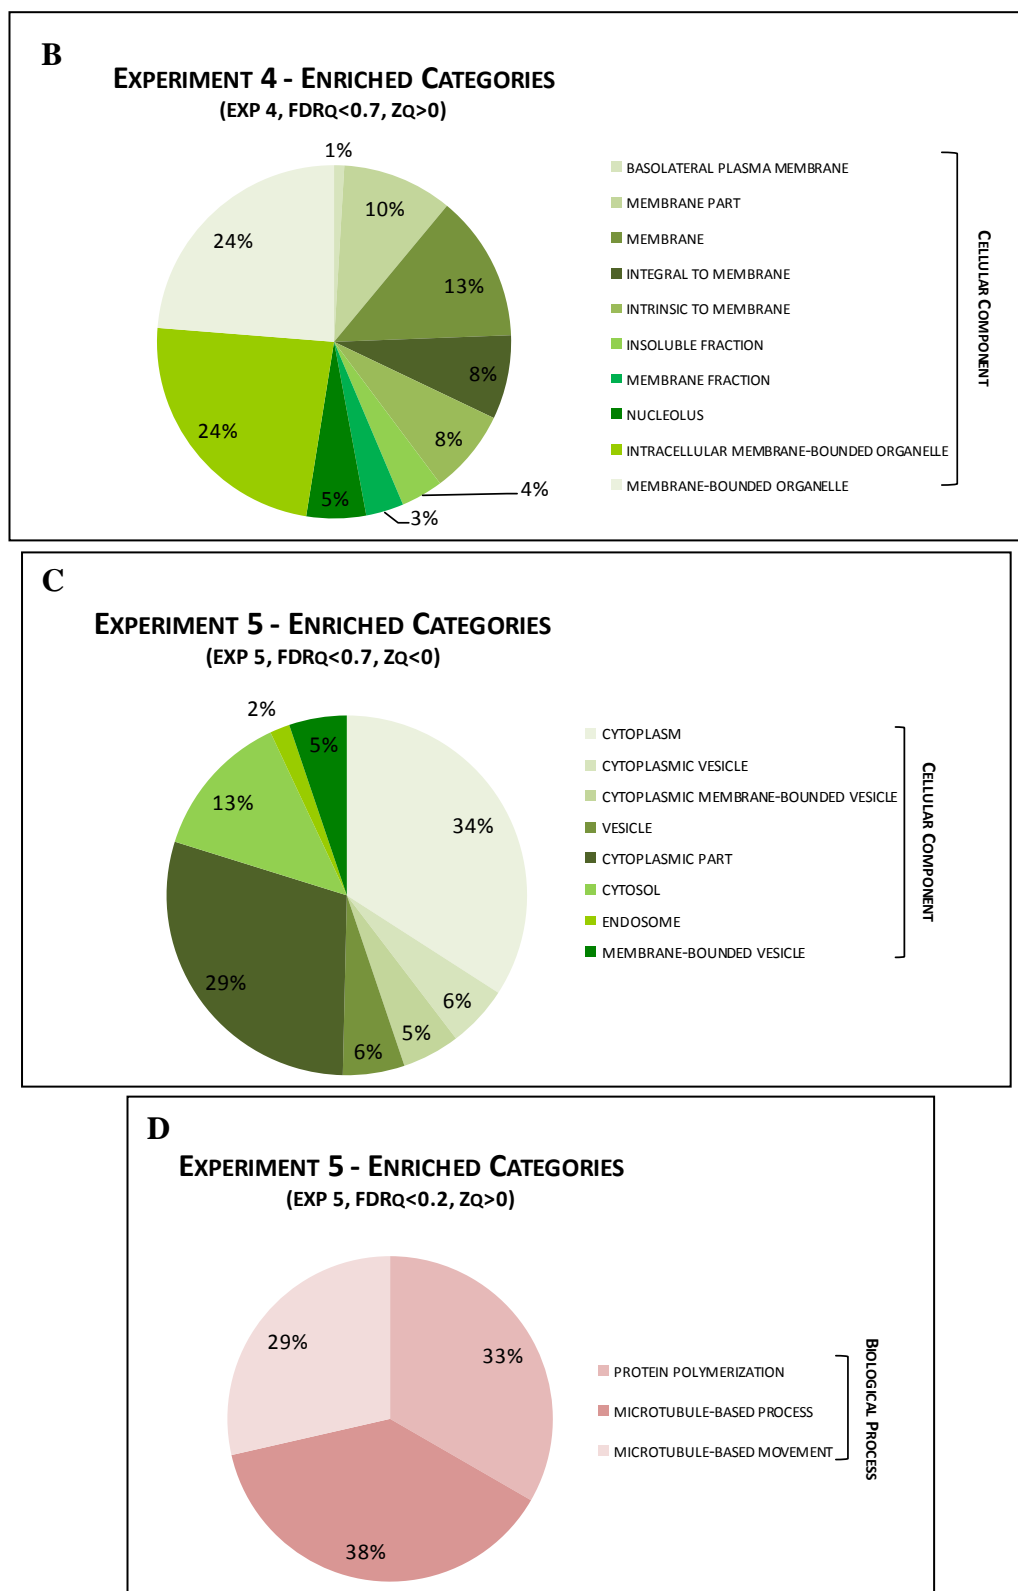 B
EXPERIMENT 4 - ENRICHED CATEGORIES
(EXP 4, FDRQ<0.7, ZQ>0)
1%
10%
13%
8%
8%
4%
3%
5%
24%
24%
BASOLATERAL PLASMA MEMBRANE
MEMBRANE PART
MEMBRANE
INTEGRAL TO MEMBRANE
INTRINSIC TO MEMBRANE
INSOLUBLE FRACTION
MEMBRANE FRACTION
NUCLEOLUS
INTRACELLULAR MEMBRANE-BOUNDED ORGANELLE
MEMBRANE-BOUNDED ORGANELLE
CELLULAR COMPONENT
C
EXPERIMENT 5 - ENRICHED CATEGORIES
(EXP 5, FDRQ<0.7, ZQ<0)
34%
6%
5%
6%
29%
13%
2%
5%
CYTOPLASM
CYTOPLASMIC VESICLE
CYTOPLASMIC MEMBRANE-BOUNDED VESICLE
VESICLE
CYTOPLASMIC PART
CYTOSOL
ENDOSOME
MEMBRANE-BOUNDED VESICLE
CELLULAR COMPONENT
D
EXPERIMENT 5 - ENRICHED CATEGORIES
(EXP 5, FDRQ<0.2, ZQ>0)
33%
38%
29%
PROTEIN POLYMERIZATION
MICROTUBULE-BASED PROCESS
MICROTUBULE-BASED MOVEMENT
BIOLOGICAL PROCESS